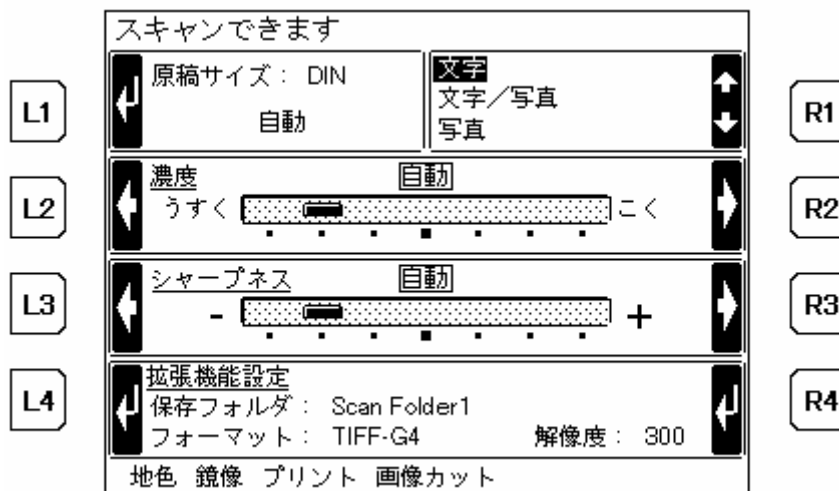 スキャンできます
L1
原稿サイズ： DIN
自動
文字
文字／写真
写真
R1
L2
濃度 自動
うすく こく
R2
L3
シャープネス 自動
- +
R3
L4
拡張機能設定
保存フォルダ： Scan Folder1
フォーマット： TIFF-G4 解像度： 300
R4
地色 鏡像 プリント 画像カット